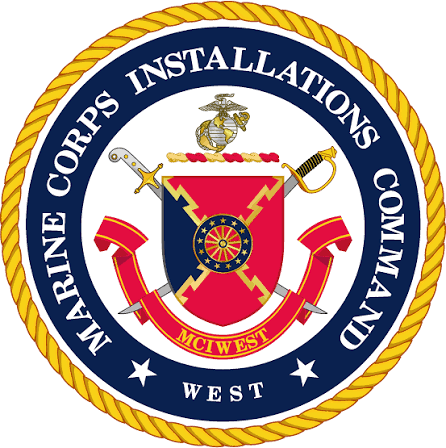 MARINE CORPS INSTALLATIONS COMMAND
MCIWEST
WEST